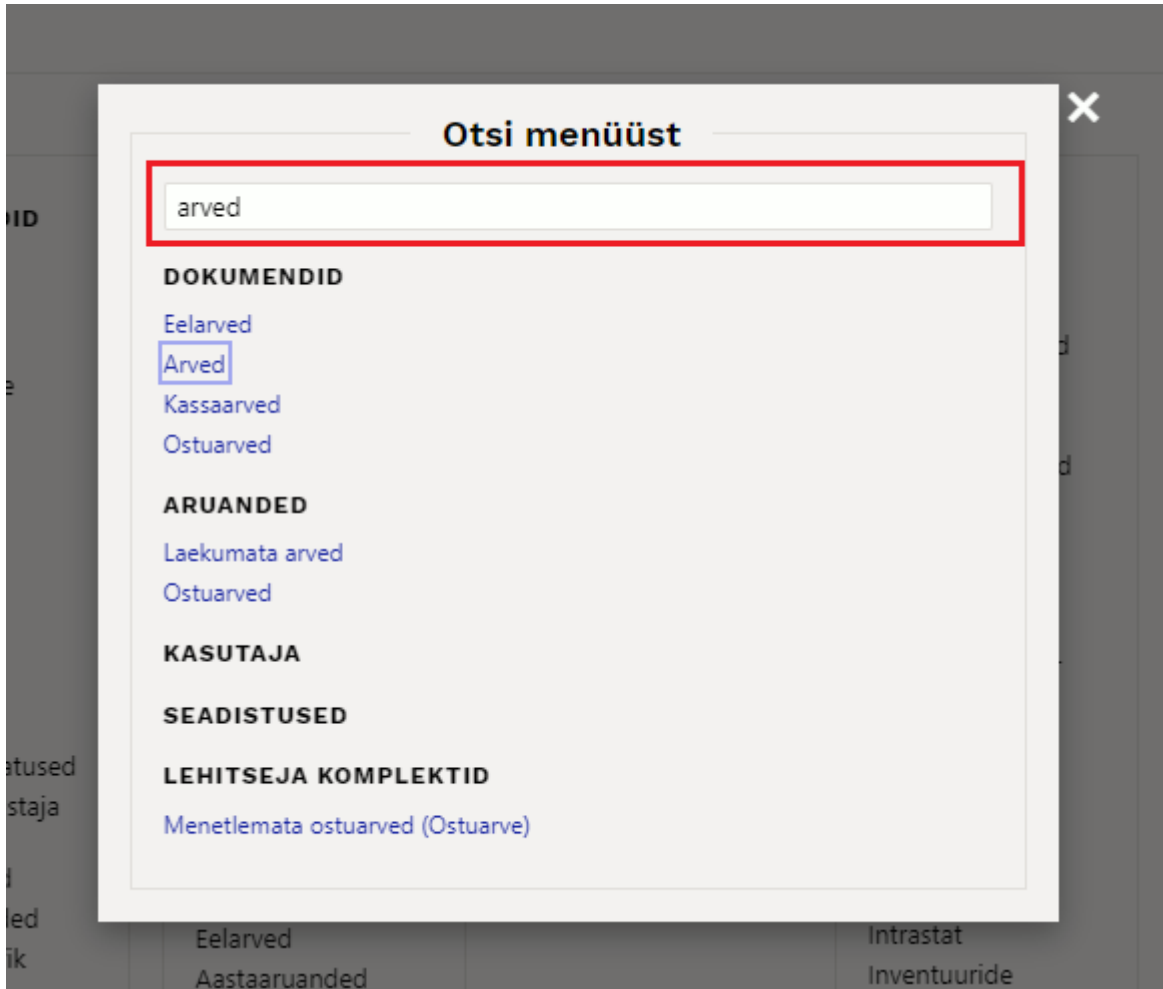 Otsi menüüst
arved
DOKUMENDID
Eelarved
Arved
Kassaarved
Ostuarved
ARUANDED
Laekumata arved
Ostuarved
KASUTAJA
SEADISTUSED
LEHITSEJA KOMPLEKTID
Menetlemata ostuarved (Ostuarve)
Eelarved
Aastaaruanded
Intrastat
Inventuuride